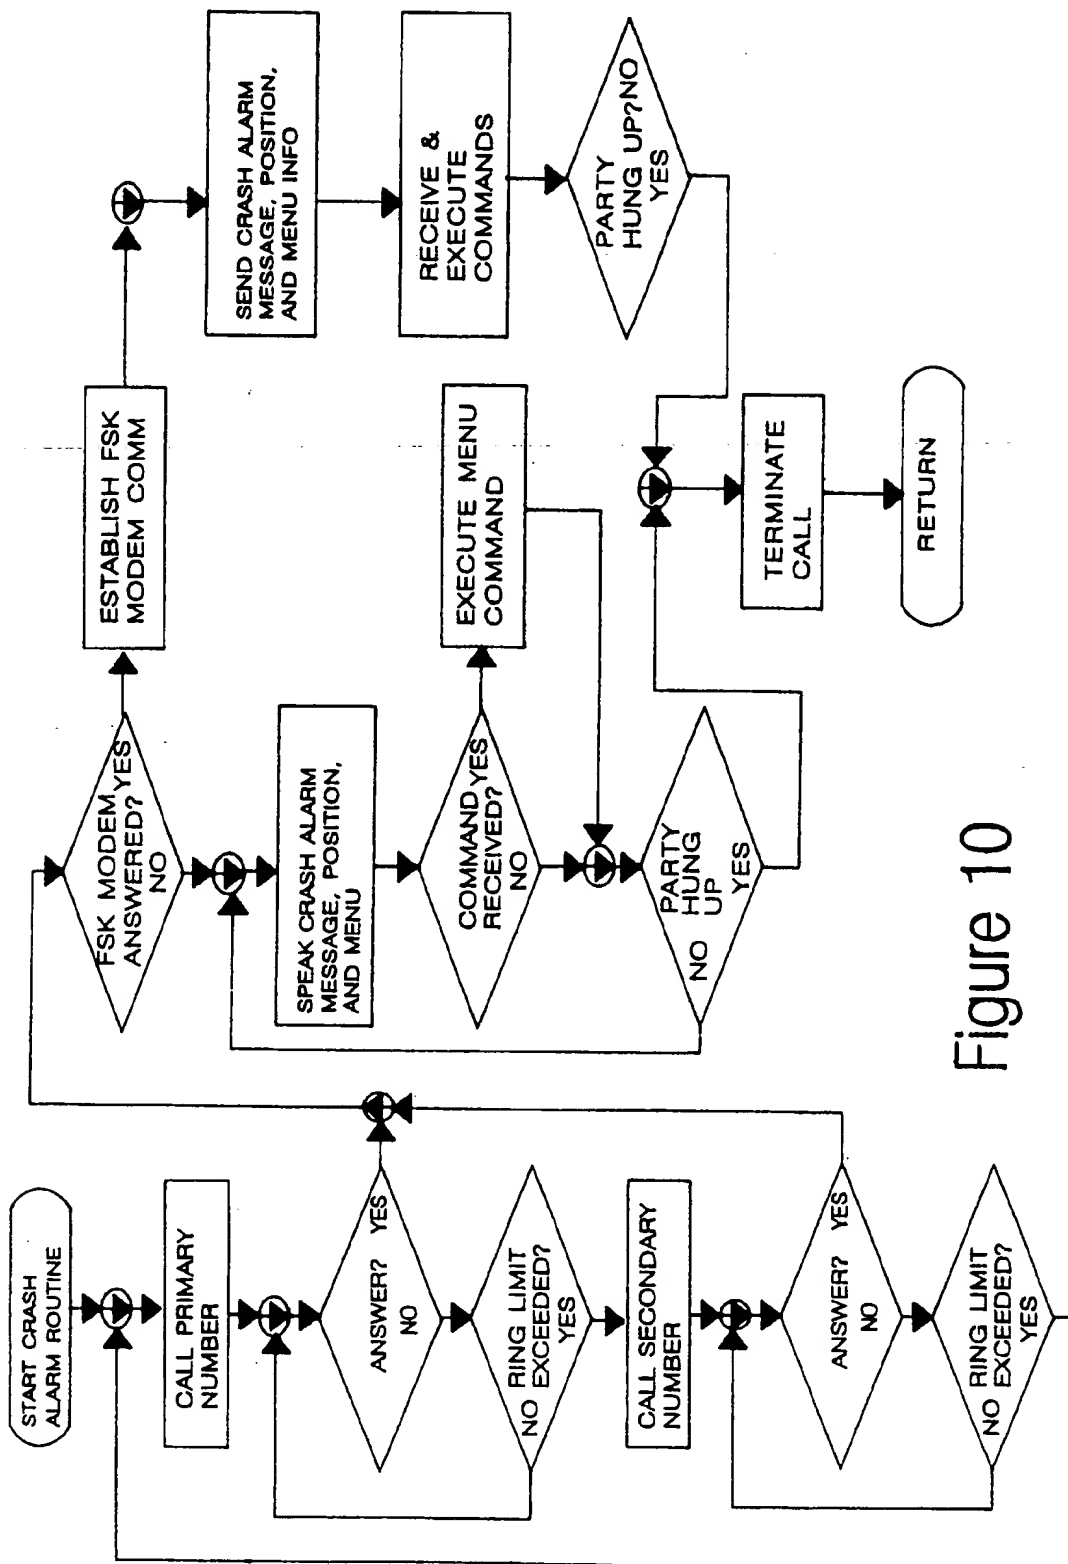 START CRASH
ALARM ROUTINE
CALL PRIMARY
NUMBER
ANSWER? YES
NO
NO RING LIMIT
EXCEEDED?
YES
CALL SECONDARY
NUMBER
ANSWER? YES
NO
NO RING LIMIT
EXCEEDED?
YES
FSK MODEM
ANSWERED? YES
NO
SPEAK CRASH ALARM
MESSAGE, POSITION,
AND MENU
COMMAND YES
RECEIVED?
NO
PARTY
HUNG
UP
NO YES
ESTABLISH FSK
MODEM COMM
EXECUTE MENU
COMMAND
SEND CRASH ALARM
MESSAGE, POSITION,
AND MENU INFO
RECEIVE &
EXECUTE
COMMANDS
PARTY
HUNG UP? NO
YES
TERMINATE
CALL
RETURN
Figure 10